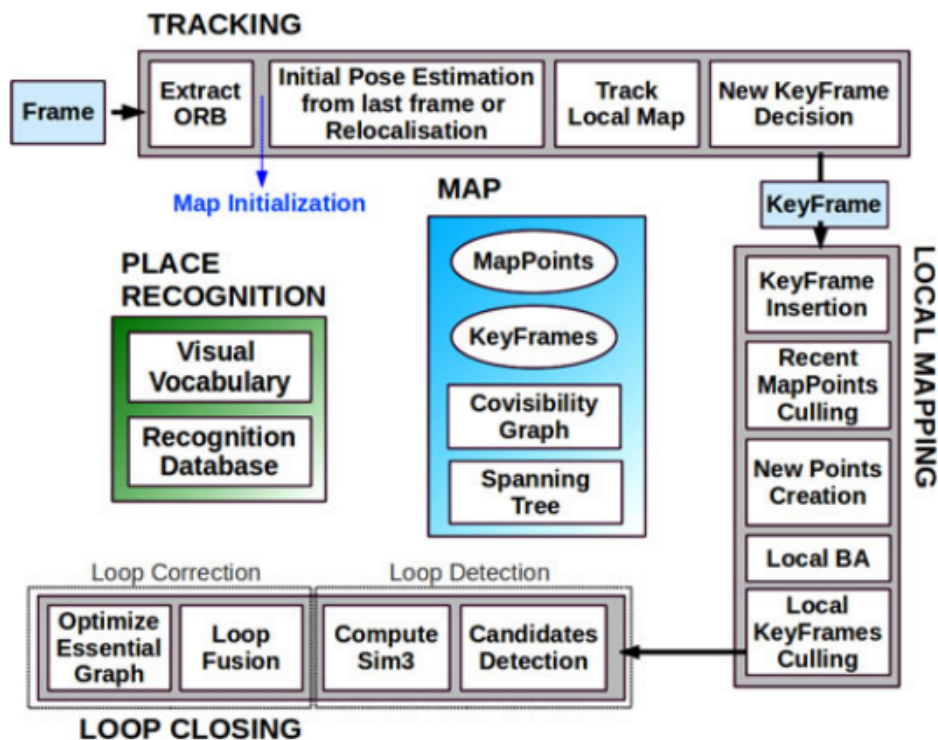 TRACKING
Frame
Extract
ORB
Initial Pose Estimation
from last frame or
Relocalisation
Track
Local Map
New KeyFrame
Decision
Map Initialization
KeyFrame
MAP
MapPoints
KeyFrames
Covisibility
Graph
Spanning
Tree
PLACE
RECOGNITION
Visual
Vocabulary
Recognition
Database
LOCAL MAPPING
KeyFrame
Insertion
Recent
MapPoints
Culling
New Points
Creation
Local BA
Local
KeyFrames
Culling
Loop Correction
Loop Detection
Optimize
Essential
Graph
Loop
Fusion
Compute
Sim3
Candidates
Detection
LOOP CLOSING